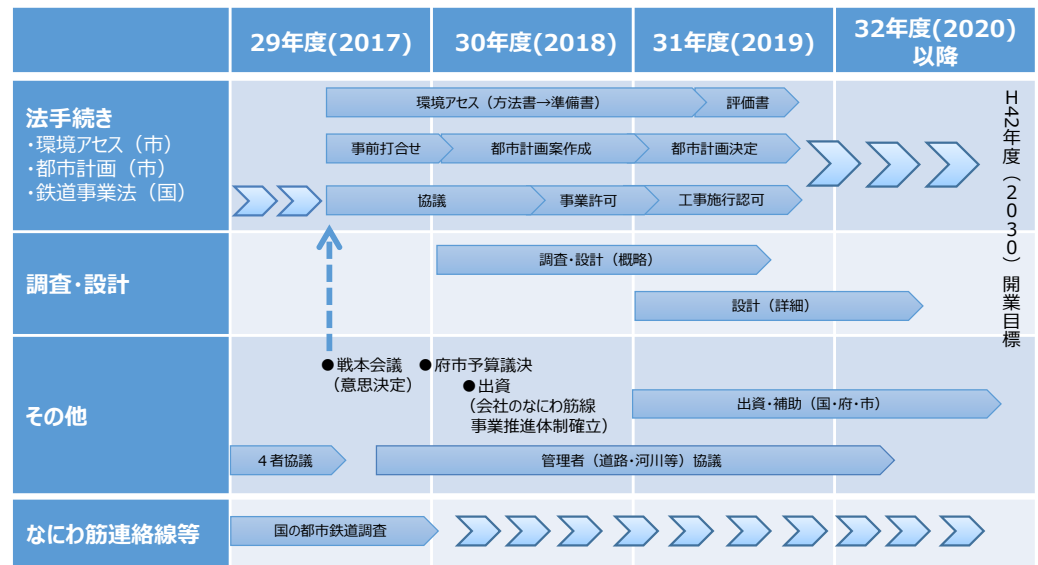 29年度(2017)
30年度(2018)
31年度(2019)
32年度(2020)
以降
法手続き
・環境アセス（市）
・都市計画（市）
・鉄道事業法（国）
環境アセス（方法書→準備書）
評価書
事前打合せ
都市計画案作成
都市計画決定
協議
事業許可
工事施行認可
H42年度（2030）開業目標
調査・設計
調査・設計（概略）
設計（詳細）
その他
●戦本会議
（意思決定）
●府市予算議決
●出資
（会社のなにわ筋線
事業推進体制確立）
出資・補助（国・府・市）
４者協議
管理者（道路・河川等）協議
なにわ筋連絡線等
国の都市鉄道調査